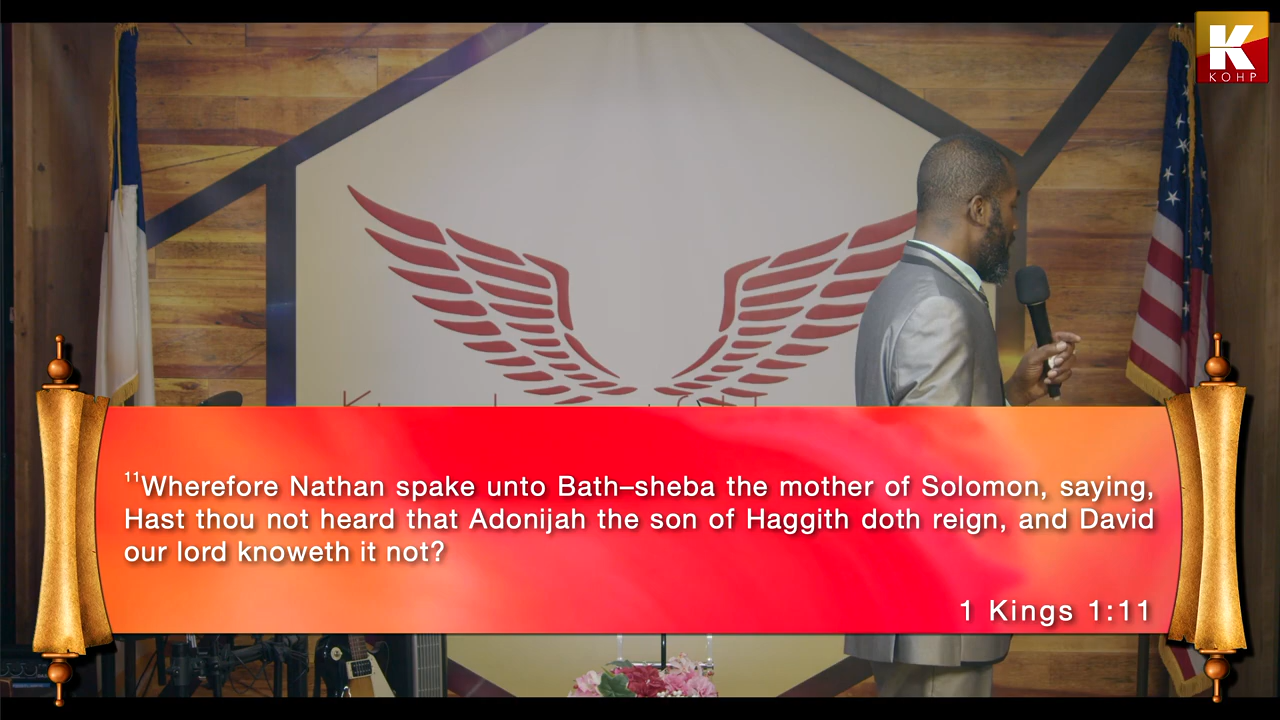 K
KOHP
¹¹Wherefore Nathan spake unto Bath–sheba the mother of Solomon, saying,
Hast thou not heard that Adonijah the son of Haggith doth reign, and David
our lord knoweth it not?
1 Kings 1:11